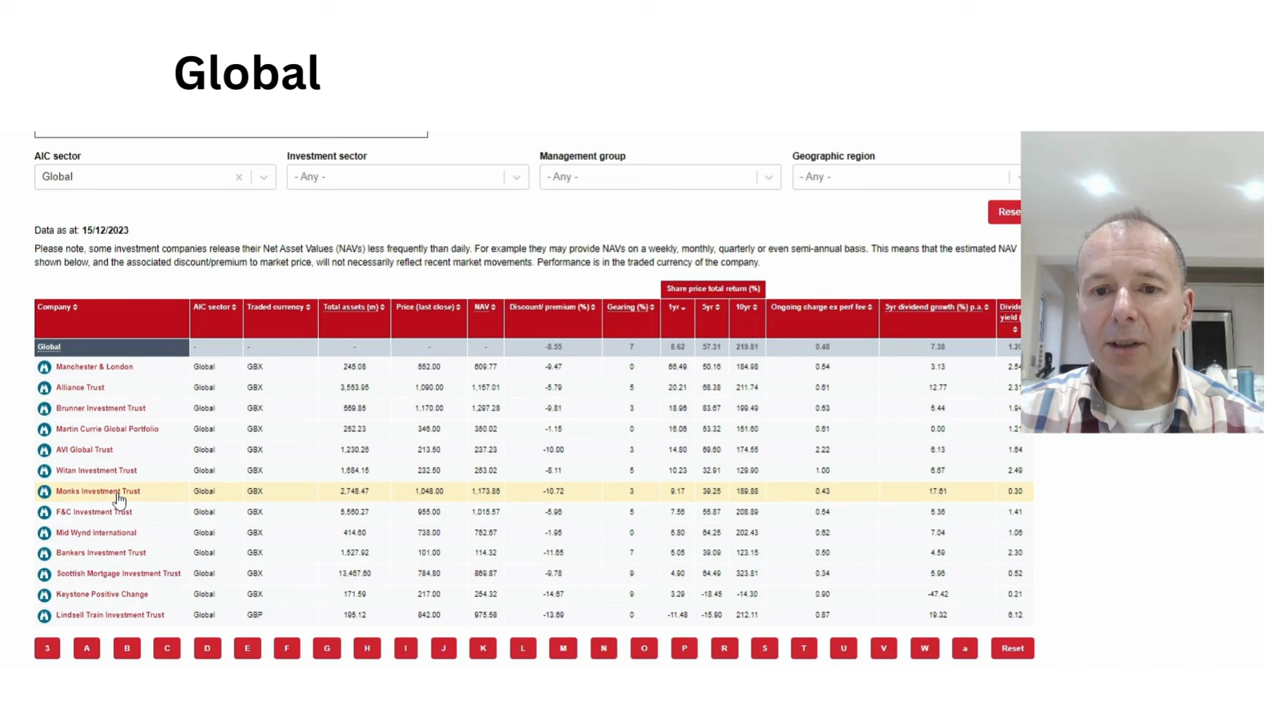 Global
AIC sector Investment sector Management group Geographic region
Global - Any - - Any - - Any -
Rese
Data as at: 15/12/2023
Please note, some investment companies release their Net Asset Values (NAVs) less frequently than daily. For example they may provide NAVs on a weekly, monthly, quarterly or even semi-annual basis. This means that the estimated NAV
shown below, and the associated discount/premium to market price, will not necessarily reflect recent market movements. Performance is in the traded currency of the company.
Share price total return (%)
Company AIC sector Traded currency Total assets (m) Price (last close) NAV Discount/ premium (%) Gearing (%) 1yr 5yr 10yr Ongoing charge ex perf fee 5yr dividend growth (%) p.a. Divide
yield (
Global - - - - - -8.55 7 8.62 57.31 219.81 0.48 7.38 1.20
Manchester & London Global GBX 245.08 552.00 609.77 -9.47 0 66.49 50.16 184.98 0.54 3.13 2.54
Alliance Trust Global GBX 3,553.95 1,090.00 1,157.01 -5.79 5 20.21 68.38 211.74 0.61 12.77 2.31
Brunner Investment Trust Global GBX 569.85 1,170.00 1,297.28 -9.81 3 18.96 83.67 199.49 0.63 5.44 1.94
Martin Currie Global Portfolio Global GBX 252.23 346.00 350.02 -1.15 0 16.06 53.32 161.60 0.61 0.00 1.21
AVI Global Trust Global GBX 1,230.26 213.50 237.23 -10.00 3 14.80 69.60 174.55 2.22 6.13 1.64
Witan Investment Trust Global GBX 1,684.15 232.50 253.02 -8.11 5 10.23 32.91 129.90 1.00 6.67 2.49
Monks Investment Trust Global GBX 2,748.47 1,048.00 1,173.86 -10.72 3 9.17 39.25 189.88 0.43 17.61 0.30
F&C Investment Trust Global GBX 5,560.27 955.00 1,015.57 -5.96 5 7.56 55.87 208.89 0.54 5.36 1.41
Mid Wynd International Global GBX 414.60 738.00 752.67 -1.95 0 5.80 64.25 202.43 0.62 7.04 1.06
Bankers Investment Trust Global GBX 1,527.92 101.00 114.32 -11.65 7 5.05 39.09 123.15 0.50 4.59 2.30
Scottish Mortgage Investment Trust Global GBX 13,467.60 784.80 869.87 -9.78 9 4.90 64.49 323.81 0.34 5.96 0.52
Keystone Positive Change Global GBX 171.59 217.00 254.32 -14.67 9 3.29 -18.45 -14.30 0.90 -47.42 0.21
Lindsell Train Investment Trust Global GBP 195.12 842.00 975.58 -13.69 0 -11.48 -15.90 212.11 0.87 19.32 6.12
3 A B C D E F G H I J K L M N O P R S T U V W a Reset